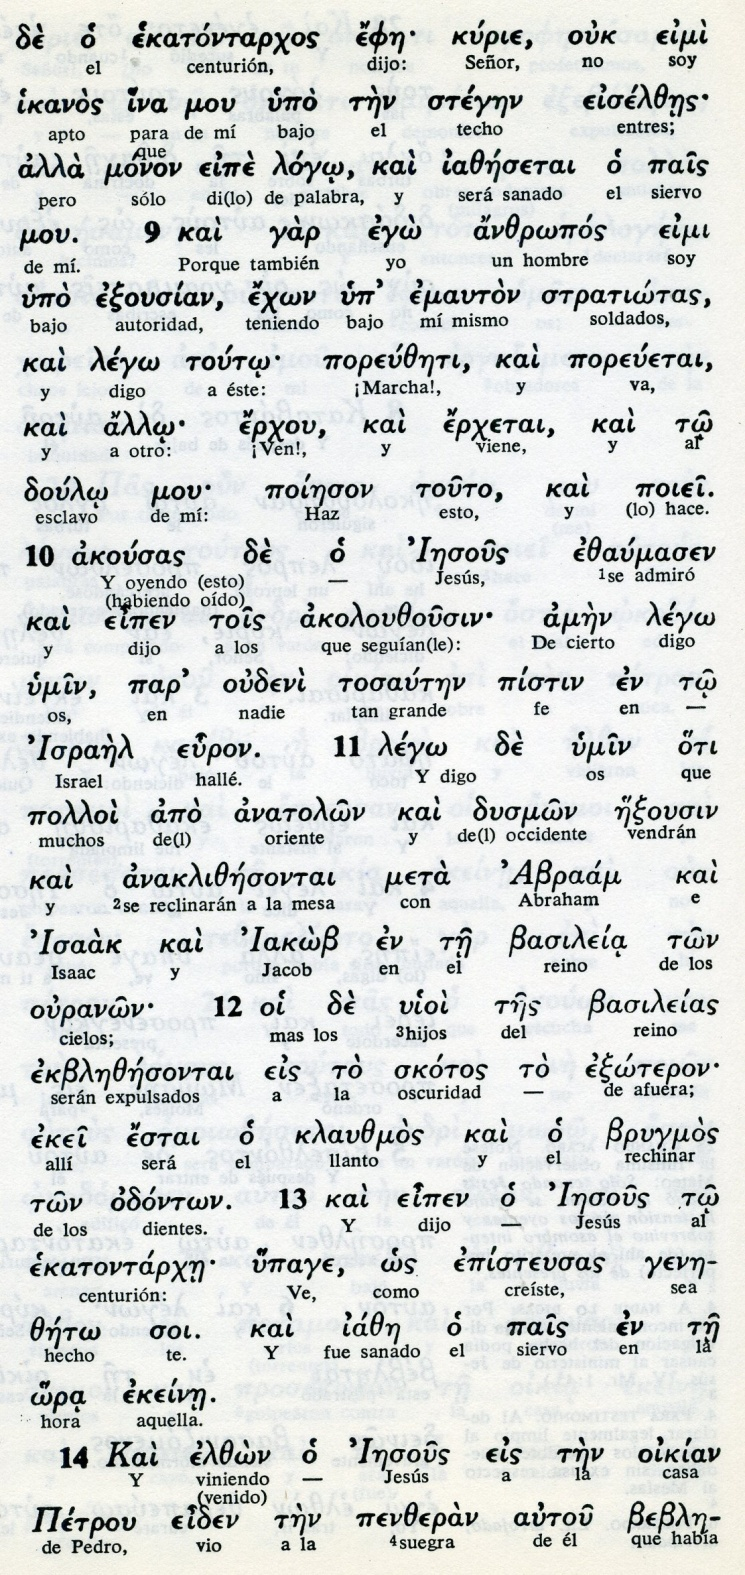 δὲ ὁ ἑκατόνταρχος ἔφη· κύριε, οὐκ εἰμὶ
el centurión, dijo: Señor, no soy
ἱκανὸς ἵνα μου ὑπὸ τὴν στέγην εἰσέλθῃς·
apto para de mí bajo el techo entres;
que
ἀλλὰ μόνον εἰπὲ λόγῳ, καὶ ἰαθήσεται ὁ παῖς
pero sólo di(lo) de palabra, y será sanado el siervo
μου. 9 καὶ γὰρ ἐγὼ ἄνθρωπός εἰμι
de mí. Porque también yo un hombre soy
ὑπὸ ἐξουσίαν, ἔχων ὑπ' ἐμαυτὸν στρατιώτας,
bajo autoridad, teniendo bajo mí mismo soldados,
καὶ λέγω τούτῳ· πορεύθητι, καὶ πορεύεται,
y digo a éste: ¡Marcha!, y va,
καὶ ἄλλῳ· ἔρχου, καὶ ἔρχεται, καὶ τῷ
y a otro: ¡Ven!, y viene, y al
δούλῳ μου· ποίησον τοῦτο, καὶ ποιεῖ.
esclavo de mí: Haz esto, y (lo) hace.
10 ἀκούσας δὲ ὁ Ἰησοῦς ἐθαύμασεν
Y oyendo (esto) — Jesús, 1se admiró
(habiendo oído)
καὶ εἶπεν τοῖς ἀκολουθοῦσιν· ἀμὴν λέγω
y dijo a los que seguían(le): De cierto digo
ὑμῖν, παρ' οὐδενὶ τοσαύτην πίστιν ἐν τῷ
os, en nadie tan grande fe en —
Ἰσραὴλ εὗρον. 11 λέγω δὲ ὑμῖν ὅτι
Israel hallé. Y digo os que
πολλοὶ ἀπὸ ἀνατολῶν καὶ δυσμῶν ἥξουσιν
muchos de(l) oriente y de(l) occidente vendrán
καὶ ἀνακλιθήσονται μετὰ Ἀβραάμ καὶ
y 2se reclinarán a la mesa con Abraham e
Ἰσαὰκ καὶ Ἰακὼβ ἐν τῇ βασιλείᾳ τῶν
Isaac y Jacob en el reino de los
οὐρανῶν· 12 οἱ δὲ υἱοὶ τῆς βασιλείας
cielos; mas los 3hijos del reino
ἐκβληθήσονται εἰς τὸ σκότος τὸ ἐξώτερον·
serán expulsados a la oscuridad — de afuera;
ἐκεῖ ἔσται ὁ κλαυθμὸς καὶ ὁ βρυγμὸς
allí será el llanto y el rechinar
τῶν ὀδόντων. 13 καὶ εἶπεν ὁ Ἰησοῦς τῷ
de los dientes. Y dijo — Jesús al
ἑκατοντάρχῃ· ὕπαγε, ὡς ἐπίστευσας γενη-
centurión: Ve, como creíste, sea
θήτω σοι. καὶ ἰάθη ὁ παῖς ἐν τῇ
hecho te. Y fue sanado el siervo en la
ὥρᾳ ἐκείνῃ.
hora aquella.
14 Καὶ ἐλθὼν ὁ Ἰησοῦς εἰς τὴν οἰκίαν
Y viniendo — Jesús a la casa
(venido)
Πέτρου εἶδεν τὴν πενθερὰν αὐτοῦ βεβλη-
de Pedro, vio a la 4suegra de él que había